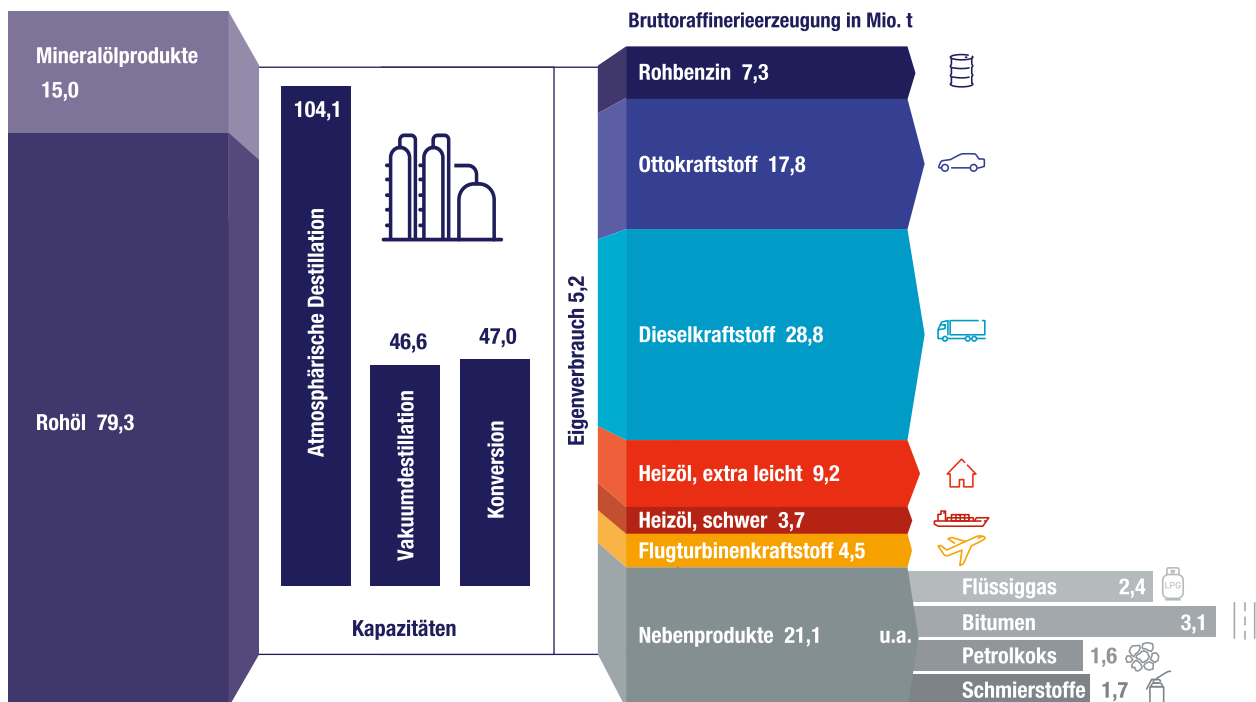 Bruttoraffinerieerzeugung in Mio. t
Mineralölprodukte
15,0
Rohöl 79,3
104,1
Atmosphärische Destillation
46,6
Vakuumdestillation
47,0
Konversion
Kapazitäten
Eigenverbrauch 5,2
Rohbenzin 7,3
Ottokraftstoff 17,8
Dieselkraftstoff 28,8
Heizöl, extra leicht 9,2
Heizöl, schwer 3,7
Flugturbinenkraftstoff 4,5
Nebenprodukte 21,1 u.a.
Flüssiggas 2,4
LPG
Bitumen 3,1
Petrolkoks 1,6
Schmierstoffe 1,7